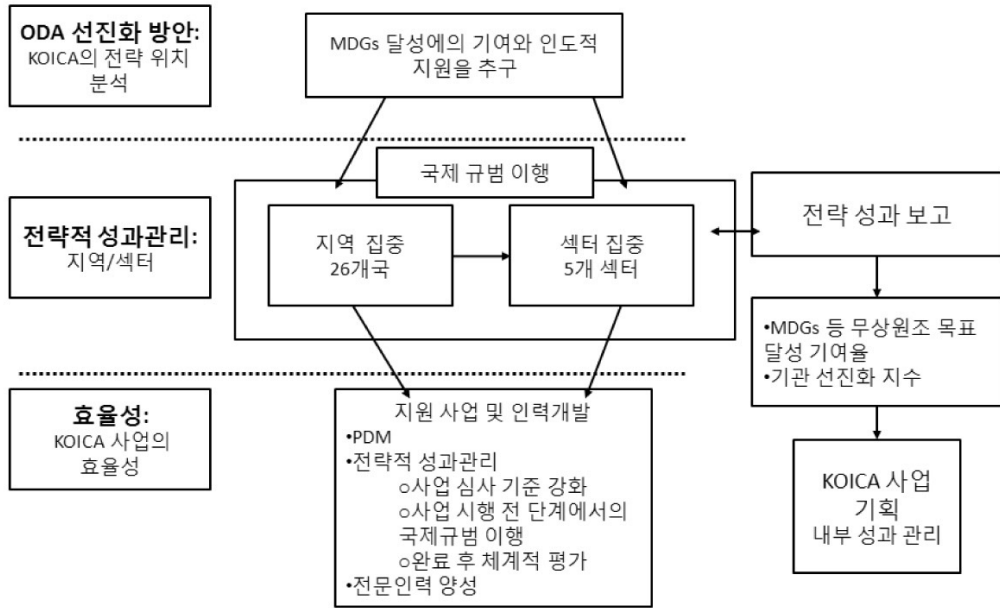 ODA 선진화 방안:
KOICA의 전략 위치
분석
MDGs 달성에의 기여와 인도적
지원을 추구
국제 규범 이행
전략적 성과관리:
지역/섹터
지역 집중
26개국
섹터 집중
5개 섹터
전략 성과 보고
•MDGs 등 무상원조 목표
달성 기여율
•기관 선진화 지수
효율성:
KOICA 사업의
효율성
지원 사업 및 인력개발
•PDM
•전략적 성과관리
○사업 심사 기준 강화
○사업 시행 전 단계에서의
국제규범 이행
○완료 후 체계적 평가
•전문인력 양성
KOICA 사업
기획
내부 성과 관리